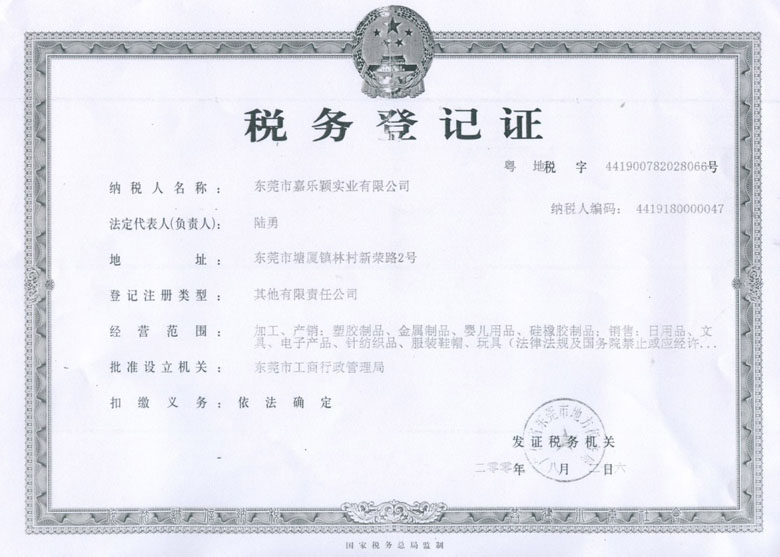 税务登记证
粤 地税 字 441900782028066号
纳税人名称: 东莞市嘉乐颖实业有限公司
纳税人编码: 4419180000047
法定代表人(负责人): 陆勇
地 址: 东莞市塘厦镇林村新荣路2号
登记注册类型: 其他有限责任公司
经营范围: 加工、产销:塑胶制品、金属制品、婴儿用品、硅橡胶制品;销售:日用品、文
具、电子产品、针纺织品、服装鞋帽、玩具(法律法规及国务院禁止或应经许...
批准设立机关: 东莞市工商行政管理局
扣缴义务: 依法确定
发证税务机关
年 八月 日
国家税务总局监制